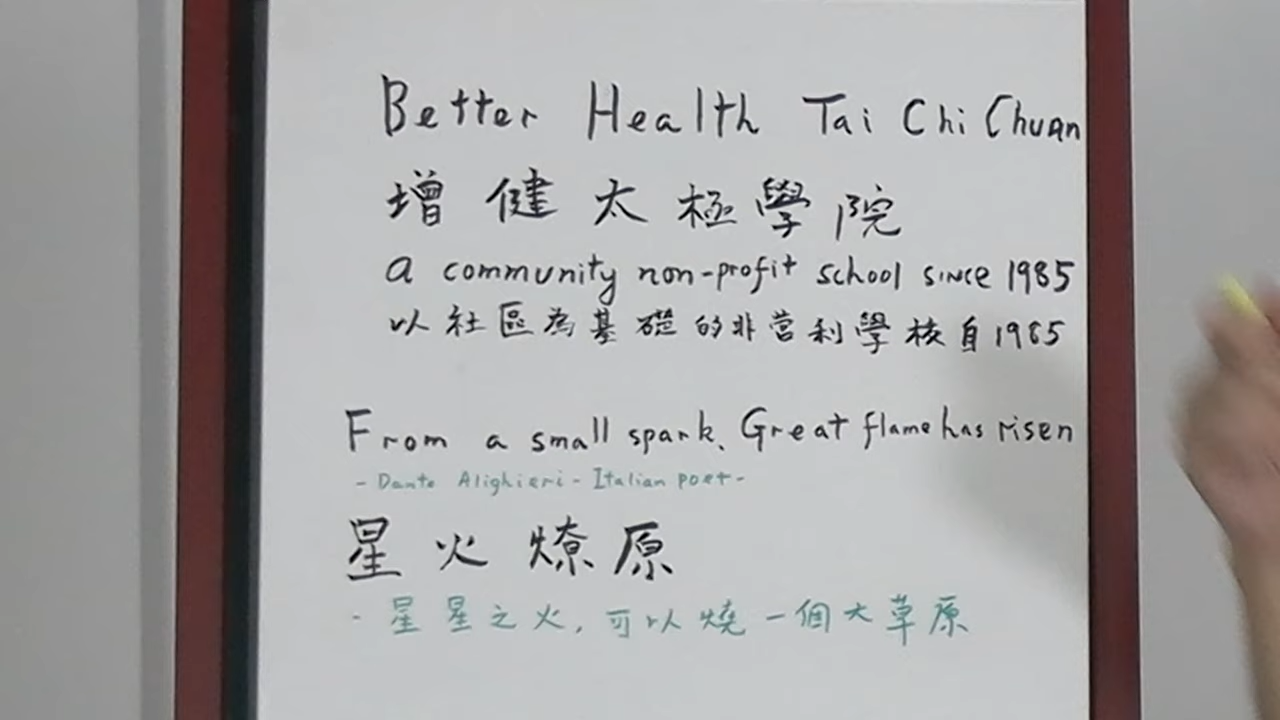 Better Health Tai Chi Chuan
增健太極學院
a community non-profit school since 1985
以社區為基礎的非营利學核自1985
From a small spark, Great flame has risen
- Dante Alighieri - Italian poet -
星火燎原
- 星星之火, 可以燒一個大草原